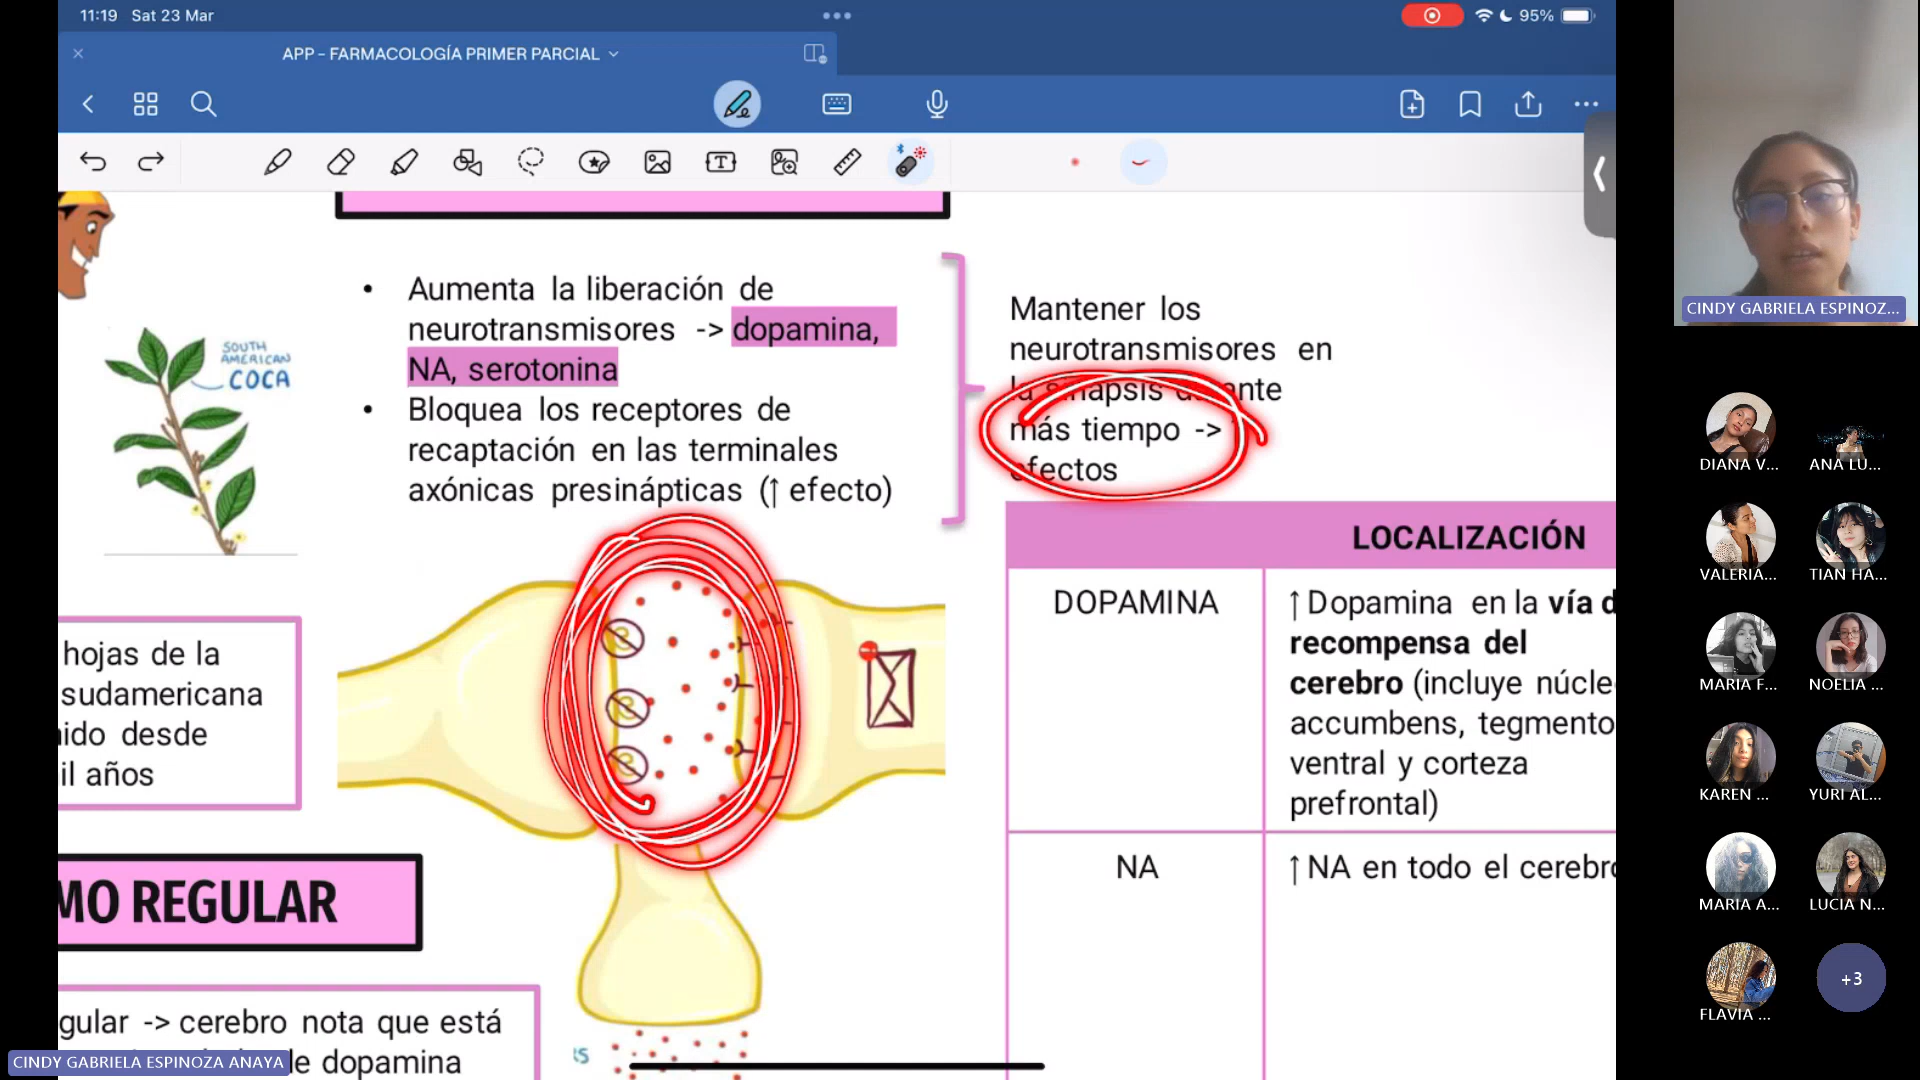 11:19 Sat 23 Mar
95%
APP - FARMACOLOGÍA PRIMER PARCIAL
SOUTH
AMERICAN
COCA
• Aumenta la liberación de
neurotransmisores -> dopamina,
NA, serotonina
• Bloquea los receptores de
recaptación en las terminales
axónicas presinápticas (↑ efecto)
Mantener los
neurotransmisores en
la sinapsis durante
más tiempo ->
efectos
LOCALIZACIÓN
DOPAMINA
↑ Dopamina en la vía d
recompensa del
cerebro (incluye núcle
accumbens, tegmento
ventral y corteza
prefrontal)
NA
↑ NA en todo el cerebro
hojas de la
sudamericana
ido desde
il años
MO REGULAR
gular -> cerebro nota que está
le dopamina
CINDY GABRIELA ESPINOZA ANAYA
CINDY GABRIELA ESPINOZ...
DIANA V...
ANA LU...
VALERIA...
TIAN HA...
MARIA F...
NOELIA ...
KAREN ...
YURI AL...
MARIA A...
LUCIA N...
FLAVIA ...
+3